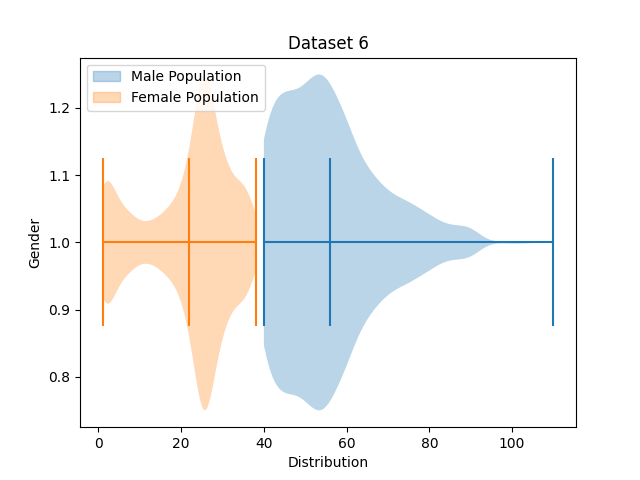 Dataset 6
Male Population
Female Population
1.2
1.1
1.0
0.9
0.8
Gender
0
20
40
60
80
100
Distribution